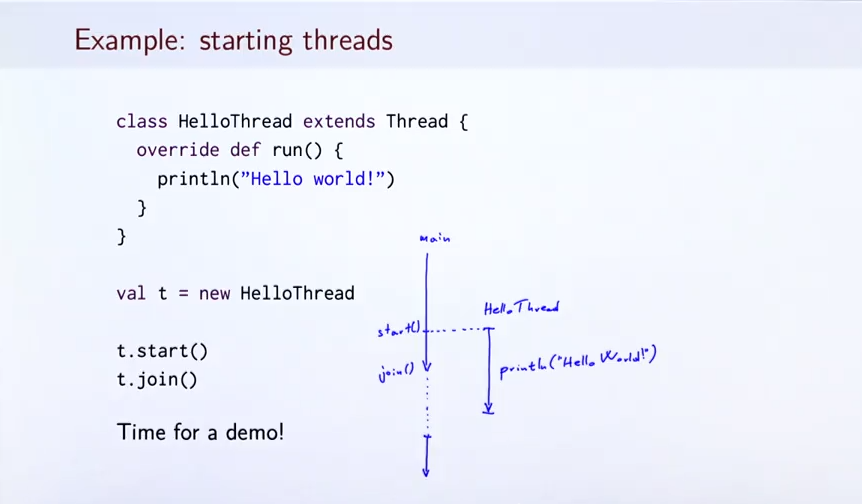 Example: starting threads
class HelloThread extends Thread {
override def run() {
println("Hello world!")
}
}
val t = new HelloThread
t.start()
t.join()
Time for a demo!
main
HelloThread
start()
join()
println("Hello World!")